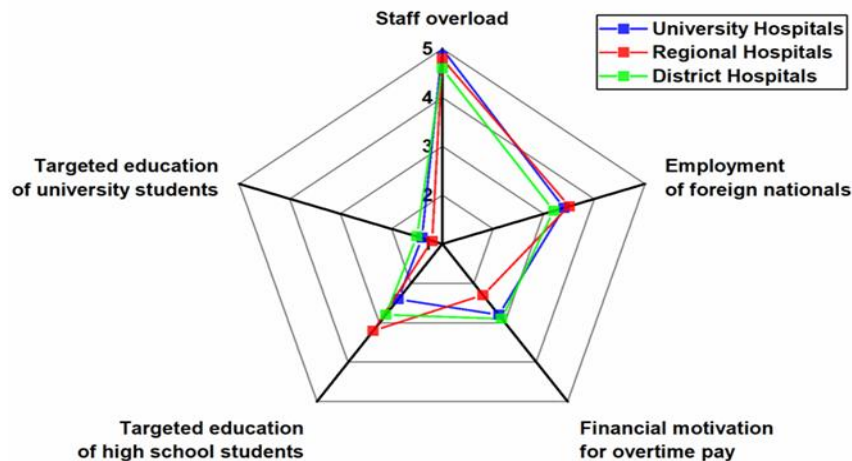 Staff overload
University Hospitals
Regional Hospitals
District Hospitals
5
4
3
2
1
Targeted education
of university students
Employment
of foreign nationals
Targeted education
of high school students
Financial motivation
for overtime pay